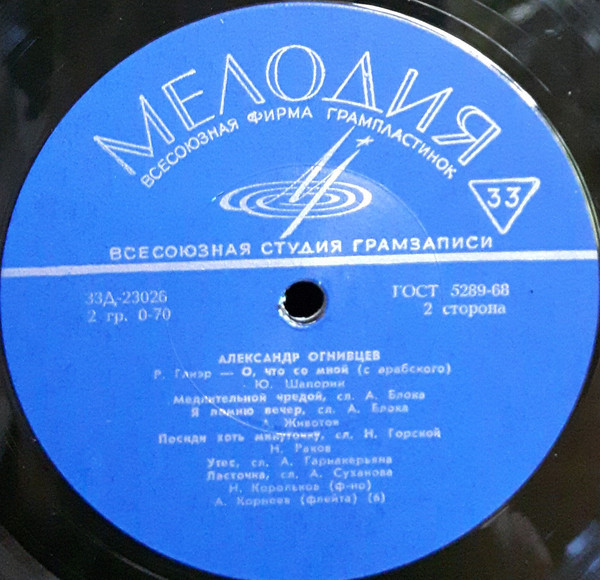 МЕЛОДИЯ
ВСЕСОЮЗНАЯ ФИРМА ГРАМПЛАСТИНОК
33
ВСЕСОЮЗНАЯ СТУДИЯ ГРАМЗАПИСИ
33Д-23026
2 гр. 0-70
ГОСТ 5289-68
2 сторона
АЛЕКСАНДР ОГНИВЦЕВ
Р. Глиэр — О, что со мной (с арабского)
Ю. Шапорин
Медлительной чредой, сл. А. Блока
Я помню вечер, сл. А. Блока
А. Животов
Посиди хоть минуточку, сл. Н. Горской
Н. Раков
Утес, сл. А. Гарнакерьяна
Ласточка, сл. А. Суханова
Н. Корольков (ф-но)
А. Корнеев (флейта) (6)